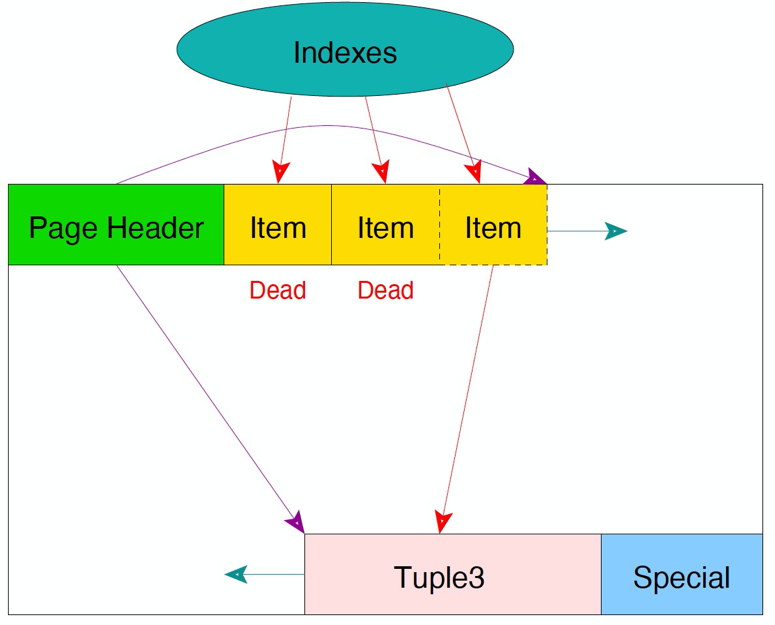 Indexes
Page Header
Item
Item
Item
Dead
Dead
Tuple3
Special